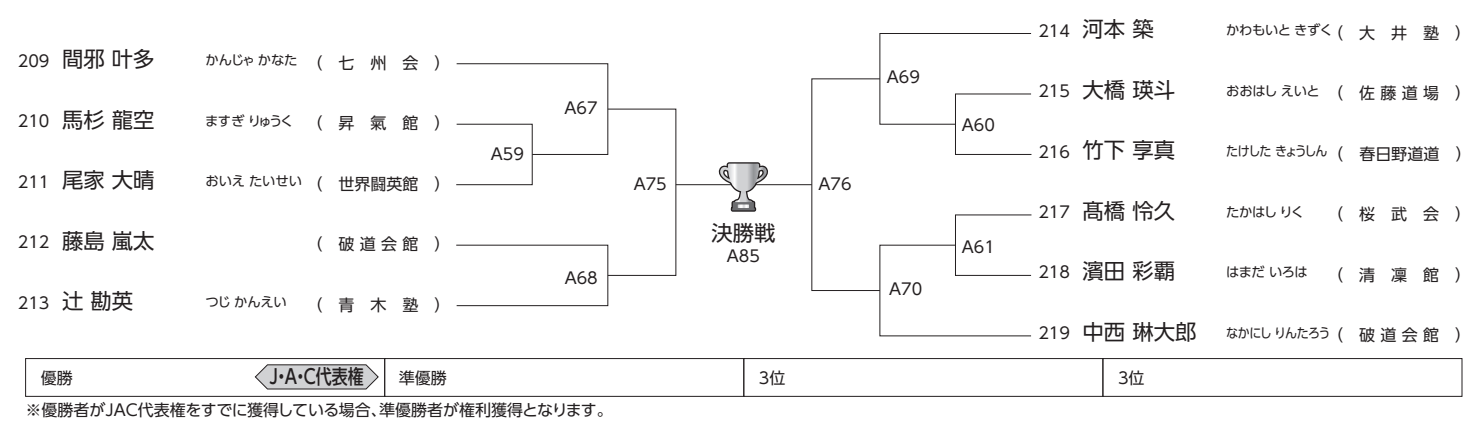 209 間邪 叶多 かんじゃ かなた ( 七 州 会 )
210 馬杉 龍空 ますぎ りゅうく ( 昇 氣 館 )
211 尾家 大晴 おいえ たいせい ( 世界闘英館 )
212 藤島 嵐太 ( 破道会館 )
213 辻 勘英 つじ かんえい ( 青 木 塾 )
A67
A59
A75
A68
決勝戦
A85
A76
A69
A60
A61
A70
214 河本 築 かわもいと きずく ( 大 井 塾 )
215 大橋 瑛斗 おおはし えいと ( 佐藤道場 )
216 竹下 享真 たけした きょうしん ( 春日野道道 )
217 髙橋 怜久 たかはし りく ( 桜 武 会 )
218 濱田 彩覇 はまだ いろは ( 清 凜 館 )
219 中西 琳大郎 なかにし りんたろう ( 破道会館 )
優勝 J・A・C代表権 準優勝 3位 3位
※優勝者がJAC代表権をすでに獲得している場合、準優勝者が権利獲得となります。